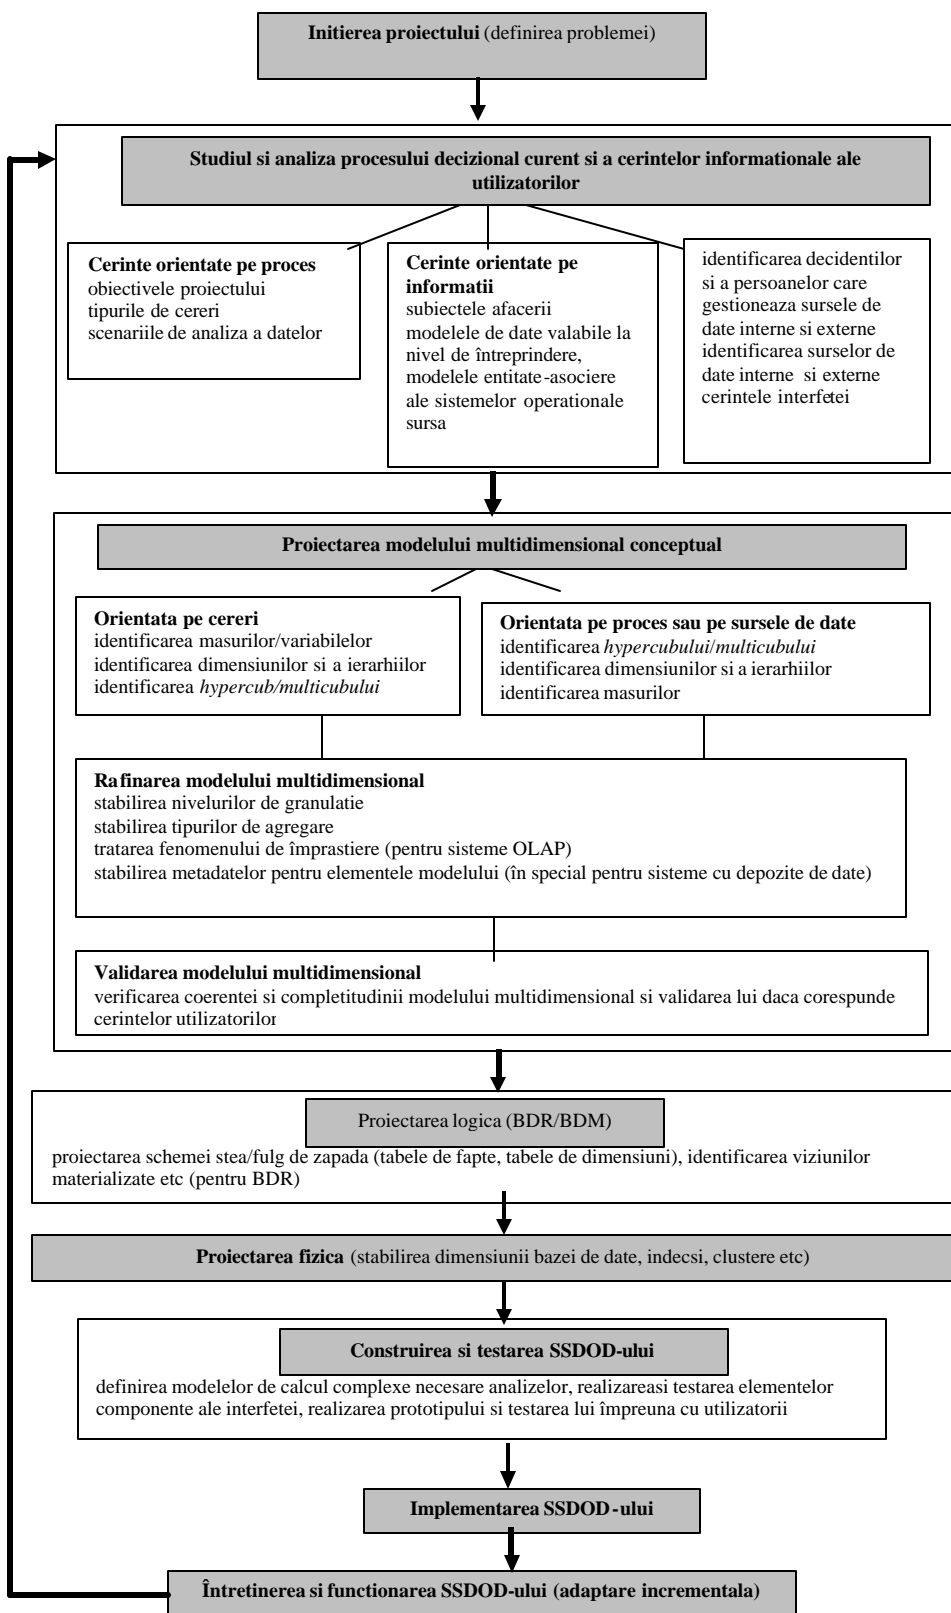 Initierea proiectului (definirea problemei)
Studiul si analiza procesului decizional curent si a cerintelor informationale ale
utilizatorilor
Cerinte orientate pe proces
obiectivele proiectului
tipurile de cereri
scenariile de analiza a datelor
Cerinte orientate pe
informatii
subiectele afacerii
modelele de date valabile la
nivel de întreprindere,
modelele entitate-asociere
ale sistemelor operationale
sursa
identificarea decidentilor
si a persoanelor care
gestioneaza sursele de
date interne si externe
identificarea surselor de
date interne si externe
cerintele interfetei
Proiectarea modelului multidimensional conceptual
Orientata pe cereri
identificarea masurilor/variabilelor
identificarea dimensiunilor si a ierarhiilor
identificarea hypercub/multicubului
Orientata pe proces sau pe sursele de date
identificarea hypercubului/multicubului
identificarea dimensiunilor si a ierarhiilor
identificarea masurilor
Rafinarea modelului multidimensional
stabilirea nivelurilor de granulatie
stabilirea tipurilor de agregare
tratarea fenomenului de împrastiere (pentru sisteme OLAP)
stabilirea metadatelor pentru elementele modelului (în special pentru sisteme cu depozite de date)
Validarea modelului multidimensional
verificarea coerentei si completitudinii modelului multidimensional si validarea lui daca corespunde
cerintelor utilizatorilor
Proiectarea logica (BDR/BDM)
proiectarea schemei stea/fulg de zapada (tabele de fapte, tabele de dimensiuni), identificarea viziunilor
materializate etc (pentru BDR)
Proiectarea fizica (stabilirea dimensiunii bazei de date, indecsi, clustere etc)
Construirea si testarea SSDOD-ului
definirea modelelor de calcul complexe necesare analizelor, realizareasi testarea elementelor
componente ale interfetei, realizarea prototipului si testarea lui împreuna cu utilizatorii
Implementarea SSDOD-ului
Întretinerea si functionarea SSDOD-ului (adaptare incrementala)